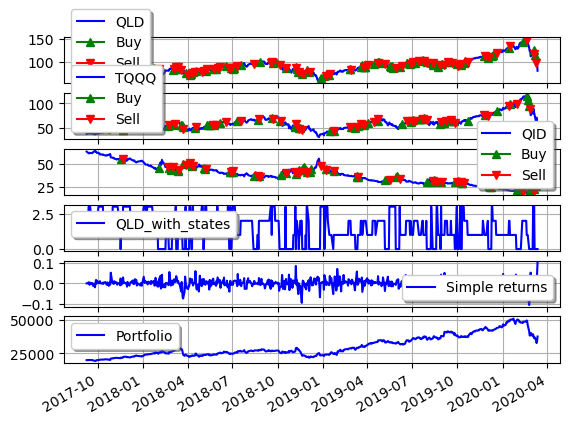 QLD
Buy
Sell
150
100
TQQQ
Buy
Sell
100
50
QID
Buy
Sell
50
25
QLD_with_states
2.5
0.0
Simple returns
0.1
0.0
−0.1
Portfolio
50000
25000
2017-10
2018-01
2018-04
2018-07
2018-10
2019-01
2019-04
2019-07
2019-10
2020-01
2020-04